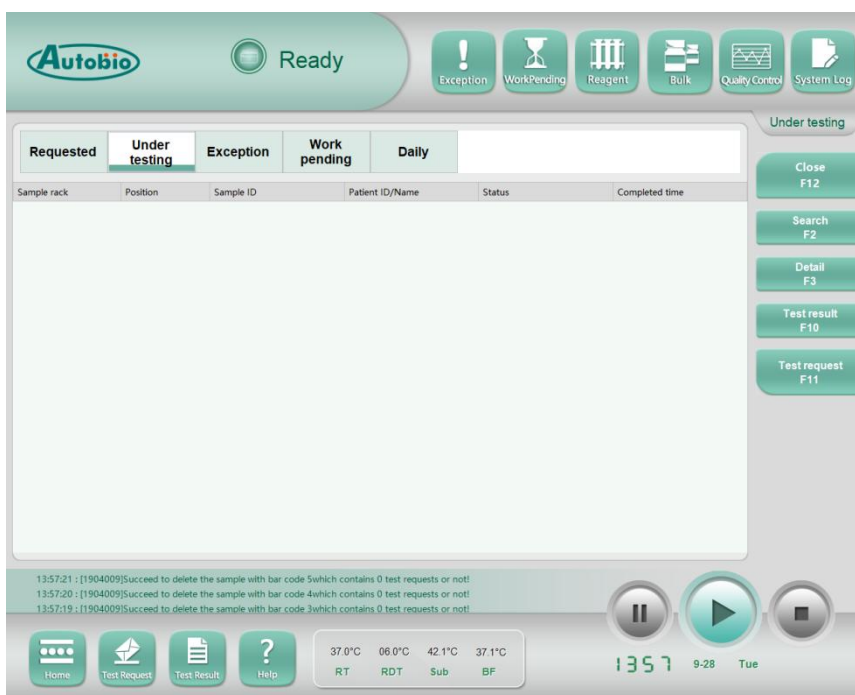 Autobio
Ready
Exception
WorkPending
Reagent
Bulk
Quality Control
System Log
Under testing
Requested
Under
testing
Exception
Work
pending
Daily
Sample rack
Position
Sample ID
Patient ID/Name
Status
Completed time
Close
F12
Search
F2
Detail
F3
Test result
F10
Test request
F11
13:57:21 : [1904009]Succeed to delete the sample with bar code 5which contains 0 test requests or not!
13:57:20 : [1904009]Succeed to delete the sample with bar code 4which contains 0 test requests or not!
13:57:19 : [1904009]Succeed to delete the sample with bar code 3which contains 0 test requests or not!
Home
Test Request
Test Result
Help
37.0°C 06.0°C 42.1°C 37.1°C
RT RDT Sub BF
1357 9-28 Tue